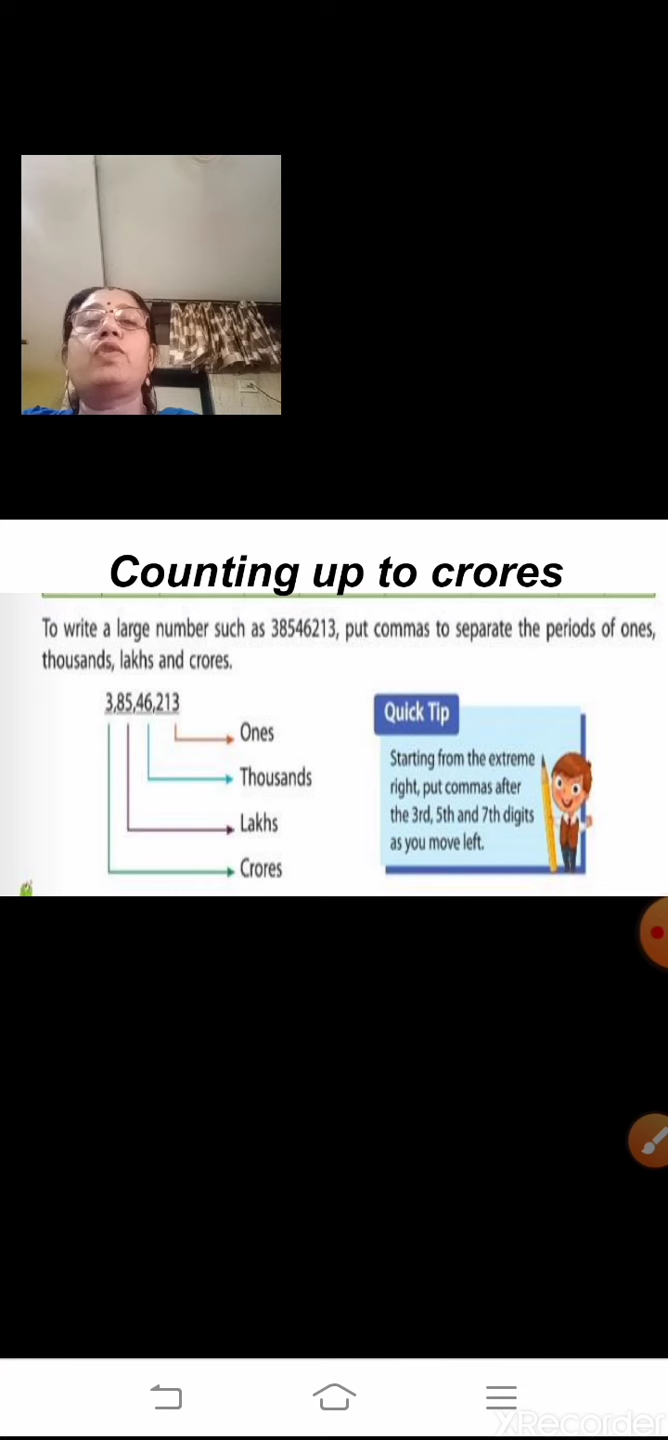 Counting up to crores
To write a large number such as 38546213, put commas to separate the periods of ones,
thousands, lakhs and crores.
3,85,46,213
Ones
Thousands
Lakhs
Crores
Quick Tip
Starting from the extreme
right, put commas after
the 3rd, 5th and 7th digits
as you move left.
XRecorder